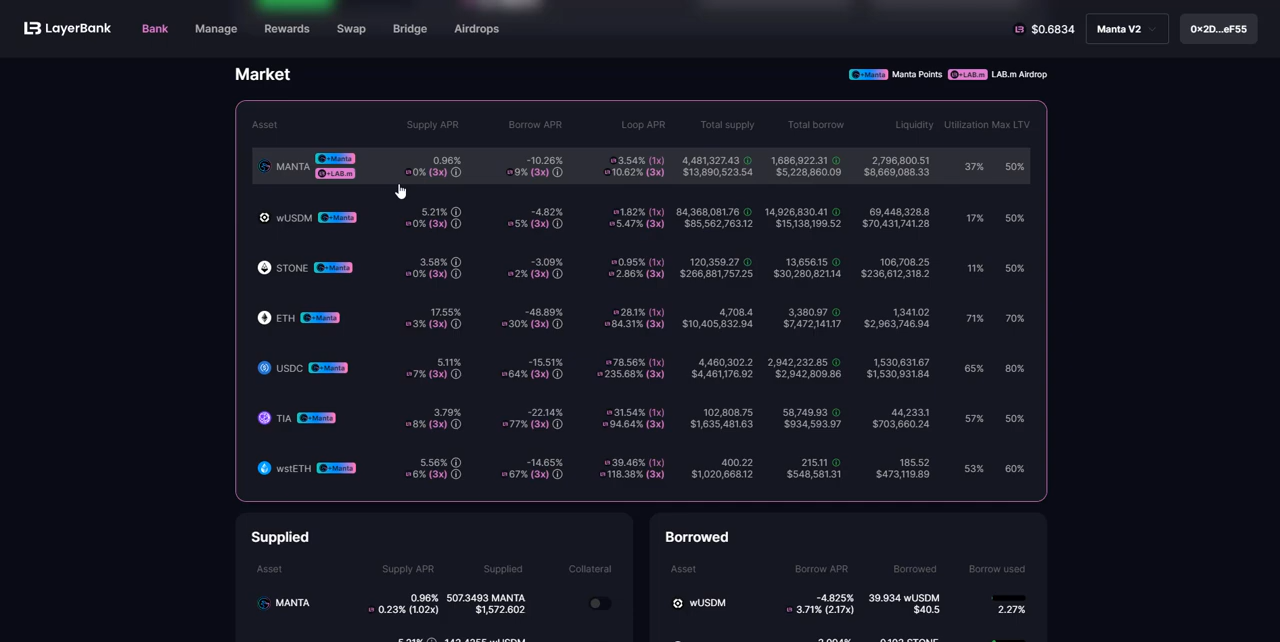 LayerBank Bank Manage Rewards Swap Bridge Airdrops $0.6834 Manta V2 0×2D...eF55
Market +Manta Manta Points +LAB.m LAB.m Airdrop
Asset Supply APR Borrow APR Loop APR Total supply Total borrow Liquidity Utilization Max LTV
+Manta 0.96% -10.26% 3.54% (1x) 4,481,327.43 1,686,922.31 2,796,800.51
MANTA 37% 50%
+LAB.m 0% (3x) 9% (3x) 10.62% (3x) $13,890,523.54 $5,228,860.09 $8,669,088.33
5.21% -4.82% 1.82% (1x) 84,368,081.76 14,926,830.41 69,448,328.8
wUSDM +Manta 17% 50%
0% (3x) 5% (3x) 5.47% (3x) $85,562,763.12 $15,138,199.52 $70,431,741.28
3.58% -3.09% 0.95% (1x) 120,359.27 13,656.15 106,708.25
STONE +Manta 11% 50%
0% (3x) 2% (3x) 2.86% (3x) $266,881,757.25 $30,280,821.14 $236,612,318.2
17.55% -48.89% 28.1% (1x) 4,708.4 3,380.97 1,341.02
ETH +Manta 71% 70%
3% (3x) 30% (3x) 84.31% (3x) $10,405,832.94 $7,472,141.17 $2,963,746.94
5.11% -15.51% 78.56% (1x) 4,460,302.2 2,942,232.85 1,530,631.67
USDC +Manta 65% 80%
7% (3x) 64% (3x) 235.68% (3x) $4,461,176.92 $2,942,809.86 $1,530,931.84
3.79% -22.14% 31.54% (1x) 102,808.75 58,749.93 44,233.1
TIA +Manta 57% 50%
8% (3x) 77% (3x) 94.64% (3x) $1,635,481.63 $934,593.97 $703,660.24
5.56% -14.65% 39.46% (1x) 400.22 215.11 185.52
wstETH +Manta 53% 60%
6% (3x) 67% (3x) 118.38% (3x) $1,020,668.12 $548,581.31 $473,119.89
Supplied Borrowed
Asset Supply APR Supplied Collateral Asset Borrow APR Borrowed Borrow used
0.96% 507.3493 MANTA -4.825% 39.934 wUSDM
MANTA wUSDM
0.23% (1.02x) $1,572.602 3.71% (2.17x) $40.5 2.27%